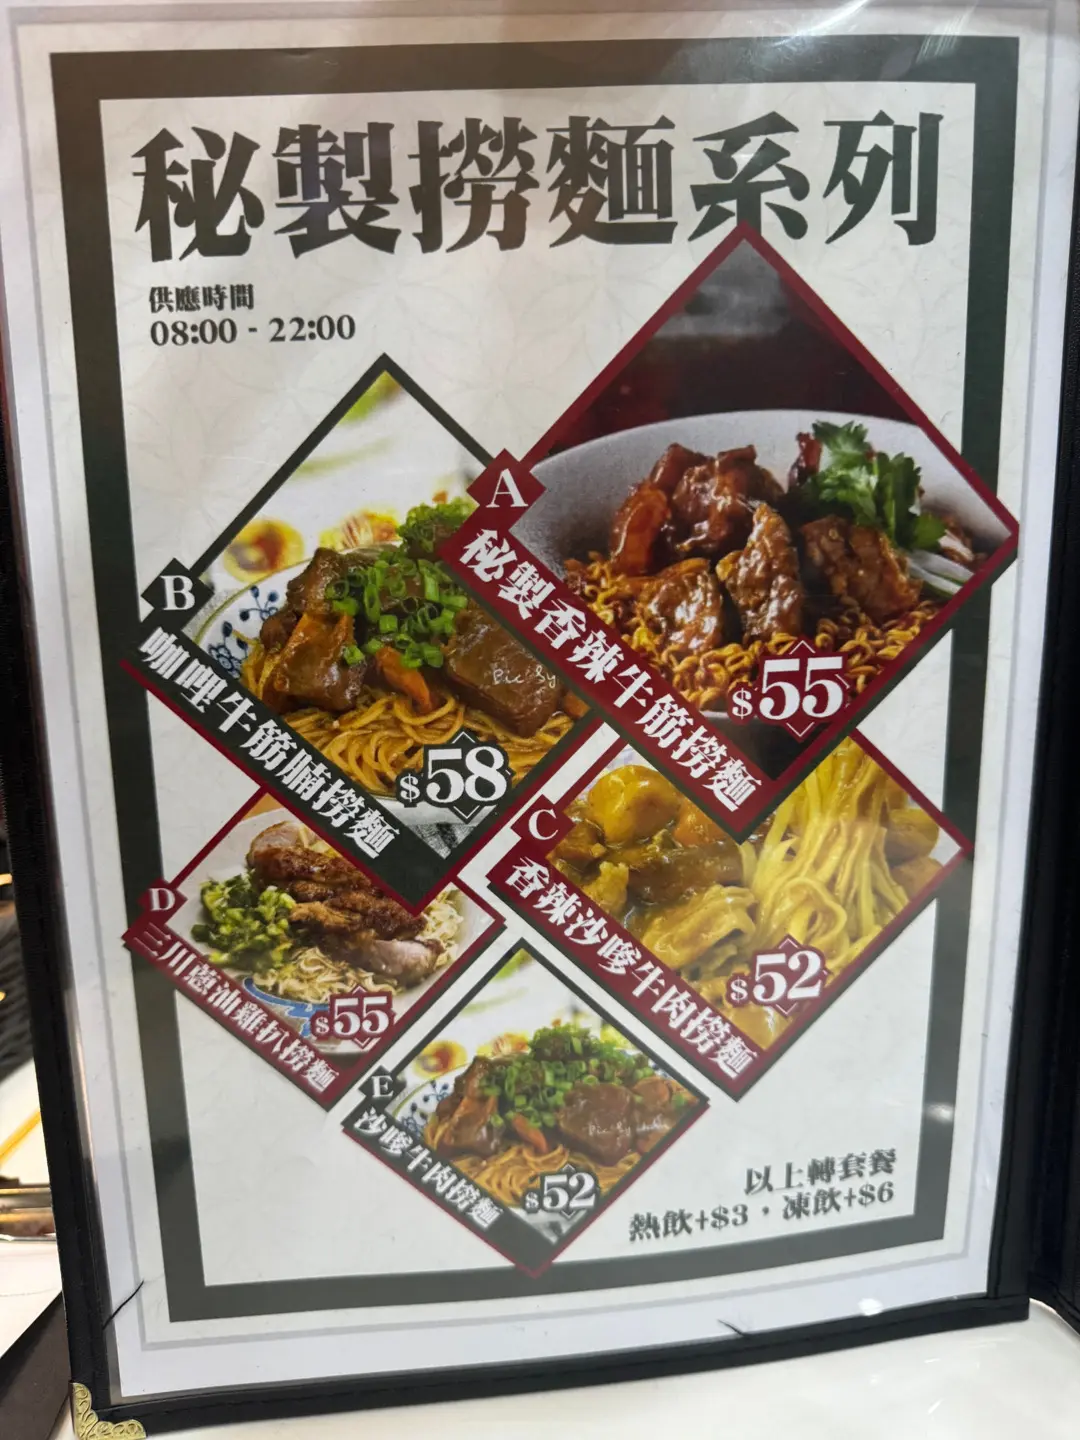 秘製撈麵系列
供應時間
08:00 - 22:00
A
秘製香辣牛筋撈麵
$55
B
咖哩牛筋腩撈麵
$58
C
香辣沙嗲牛肉撈麵
$52
D
三川蔥油雞扒撈麵
$55
E
沙嗲牛肉撈麵
$52
以上轉套餐
熱飲+$3，凍飲+$6